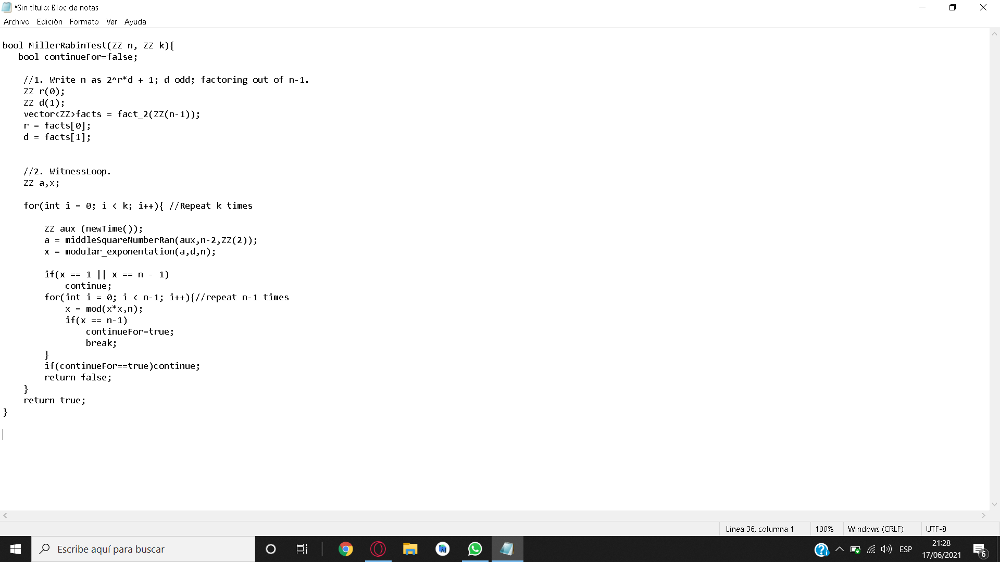 *Sin título: Bloc de notas
Archivo Edición Formato Ver Ayuda
bool MillerRabinTest(ZZ n, ZZ k){
   bool continueFor=false;

    //1. Write n as 2^r*d + 1; d odd; factoring out of n-1.
    ZZ r(0);
    ZZ d(1);
    vector<ZZ>facts = fact_2(ZZ(n-1));
    r = facts[0];
    d = facts[1];

    //2. WitnessLoop.
    ZZ a,x;

    for(int i = 0; i < k; i++){ //Repeat k times

        ZZ aux (newTime());
        a = middleSquareNumberRan(aux,n-2,ZZ(2));
        x = modular_exponentation(a,d,n);

        if(x == 1 || x == n - 1)
            continue;
        for(int i = 0; i < n-1; i++){//repeat n-1 times
            x = mod(x*x,n);
            if(x == n-1)
                continueFor=true;
                break;
        }
        if(continueFor==true)continue;
        return false;
    }
    return true;
}
Línea 36, columna 1 100% Windows (CRLF) UTF-8
Escribe aquí para buscar
ESP
21:28
17/06/2021
6